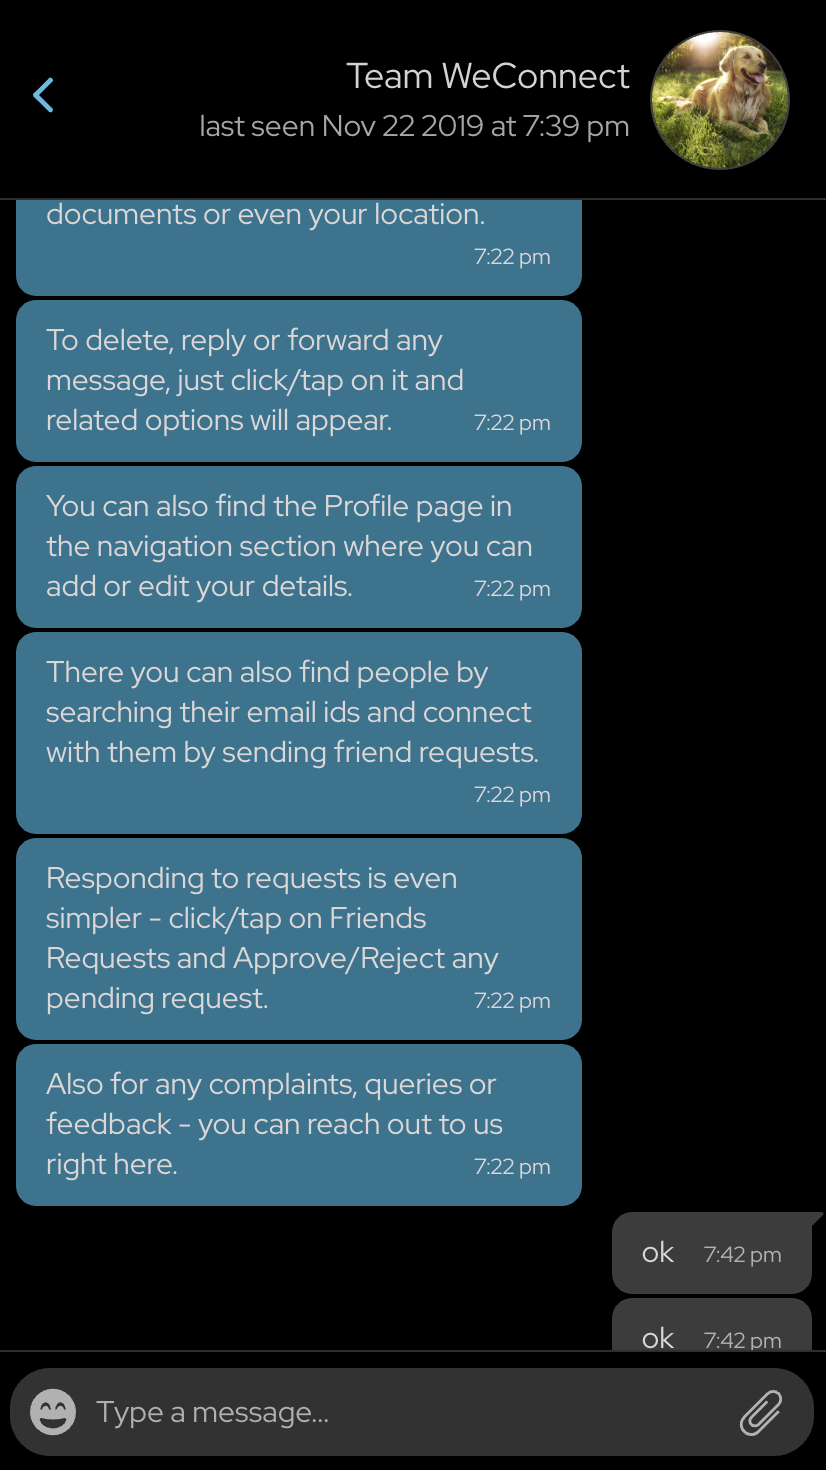 Team WeConnect
last seen Nov 22 2019 at 7:39 pm
documents or even your location.
7:22 pm
To delete, reply or forward any
message, just click/tap on it and
related options will appear. 7:22 pm
You can also find the Profile page in
the navigation section where you can
add or edit your details. 7:22 pm
There you can also find people by
searching their email ids and connect
with them by sending friend requests.
7:22 pm
Responding to requests is even
simpler - click/tap on Friends
Requests and Approve/Reject any
pending request. 7:22 pm
Also for any complaints, queries or
feedback - you can reach out to us
right here. 7:22 pm
ok 7:42 pm
ok 7:42 pm
Type a message...